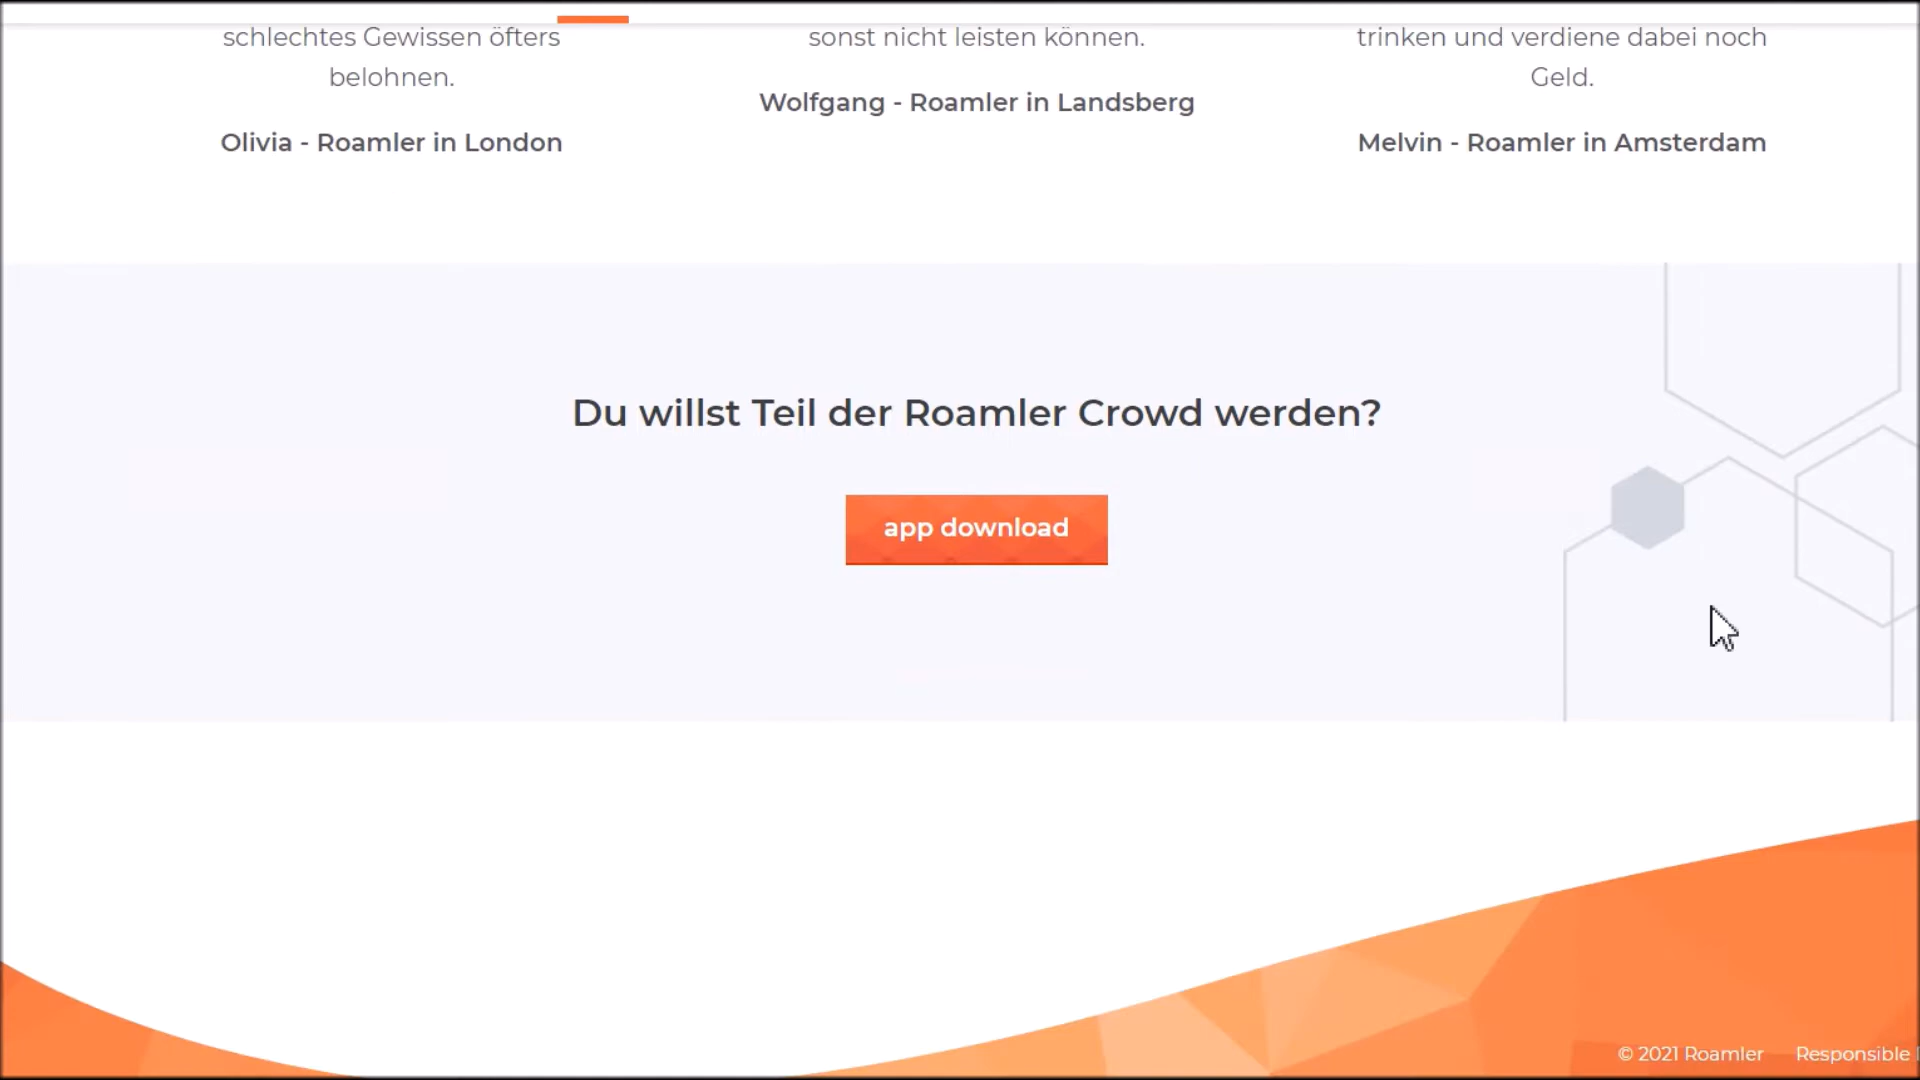 schlechtes Gewissen öfters
belohnen.
Olivia - Roamler in London
sonst nicht leisten können.
Wolfgang - Roamler in Landsberg
trinken und verdiene dabei noch
Geld.
Melvin - Roamler in Amsterdam
Du willst Teil der Roamler Crowd werden?
app download
© 2021 Roamler
Responsible